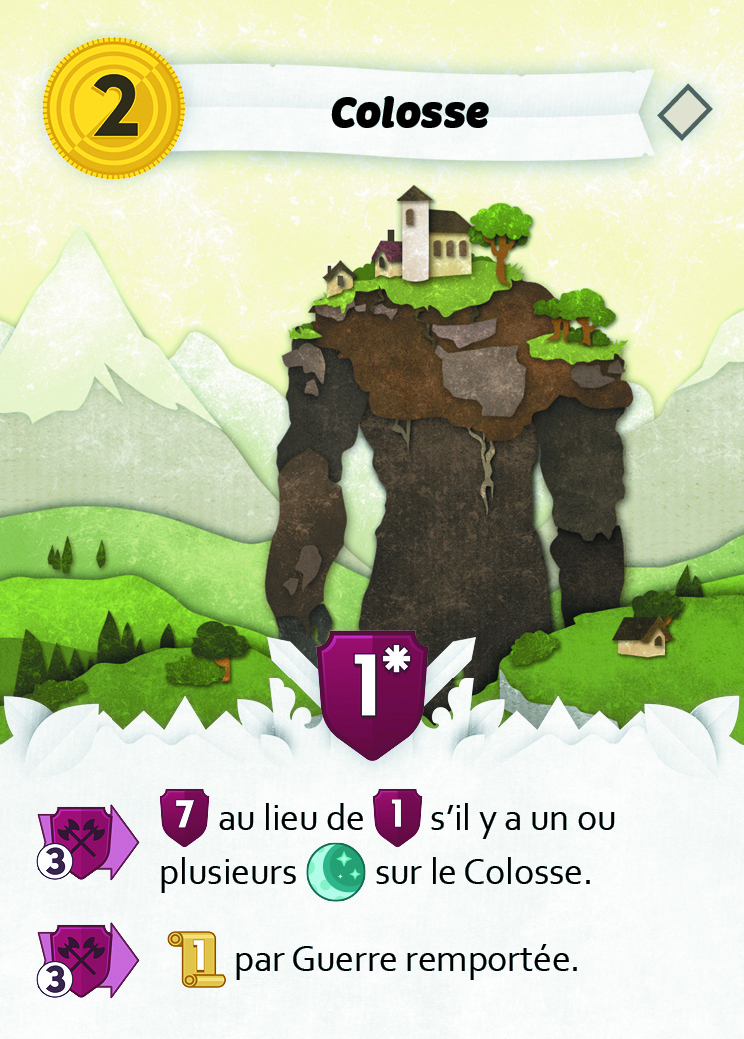 2
Colosse
1*
3 7 au lieu de 1 s’il y a un ou
plusieurs sur le Colosse.
3 1 par Guerre remportée.